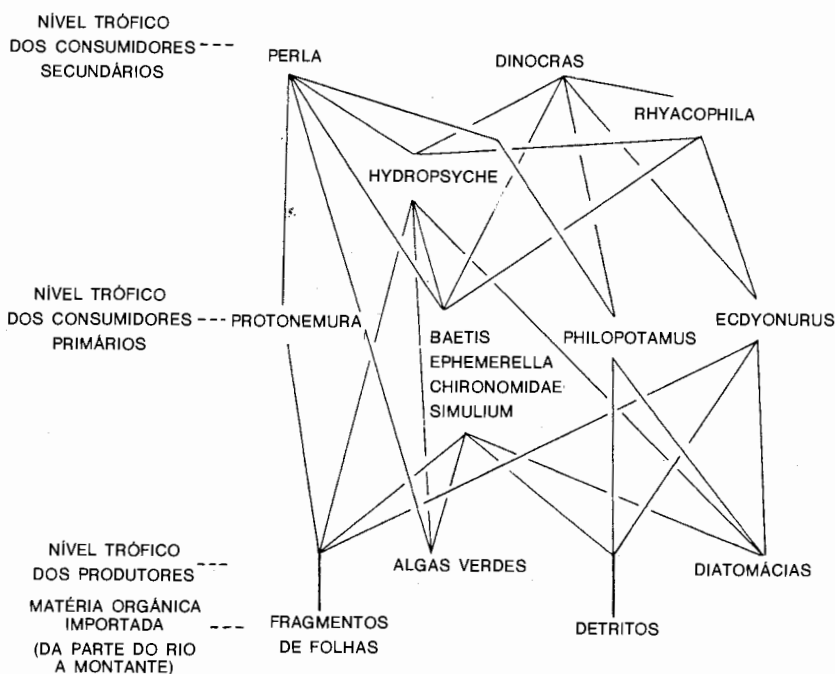 NÍVEL TRÓFICO
DOS CONSUMIDORES
SECUNDÁRIOS
PERLA
DINOCRAS
RHYACOPHILA
HYDROPSYCHE
NÍVEL TRÓFICO
DOS CONSUMIDORES
PRIMÁRIOS
PROTONEMURA
BAETIS
EPHEMERELLA
CHIRONOMIDAE
SIMULIUM
PHILOPOTAMUS
ECDYONURUS
NÍVEL TRÓFICO
DOS PRODUTORES
ALGAS VERDES
DIATOMÁCIAS
MATÉRIA ORGÂNICA
IMPORTADA
(DA PARTE DO RIO
A MONTANTE)
FRAGMENTOS
DE FOLHAS
DETRITOS